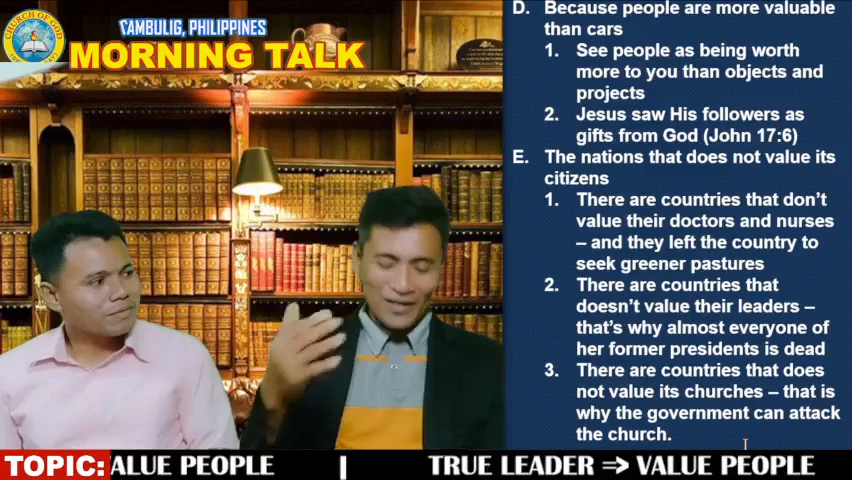 CHURCH OF GOD
CAMBULIG, PHILIPPINES
MORNING TALK
D. Because people are more valuable
than cars
1. See people as being worth
more to you than objects and
projects
2. Jesus saw His followers as
gifts from God (John 17:6)
E. The nations that does not value its
citizens
1. There are countries that don't
value their doctors and nurses
– and they left the country to
seek greener pastures
2. There are countries that
doesn't value their leaders –
that's why almost everyone of
her former presidents is dead
3. There are countries that does
not value its churches – that is
why the government can attack
the church.
TOPIC: ALUE PEOPLE | TRUE LEADER => VALUE PEOPLE